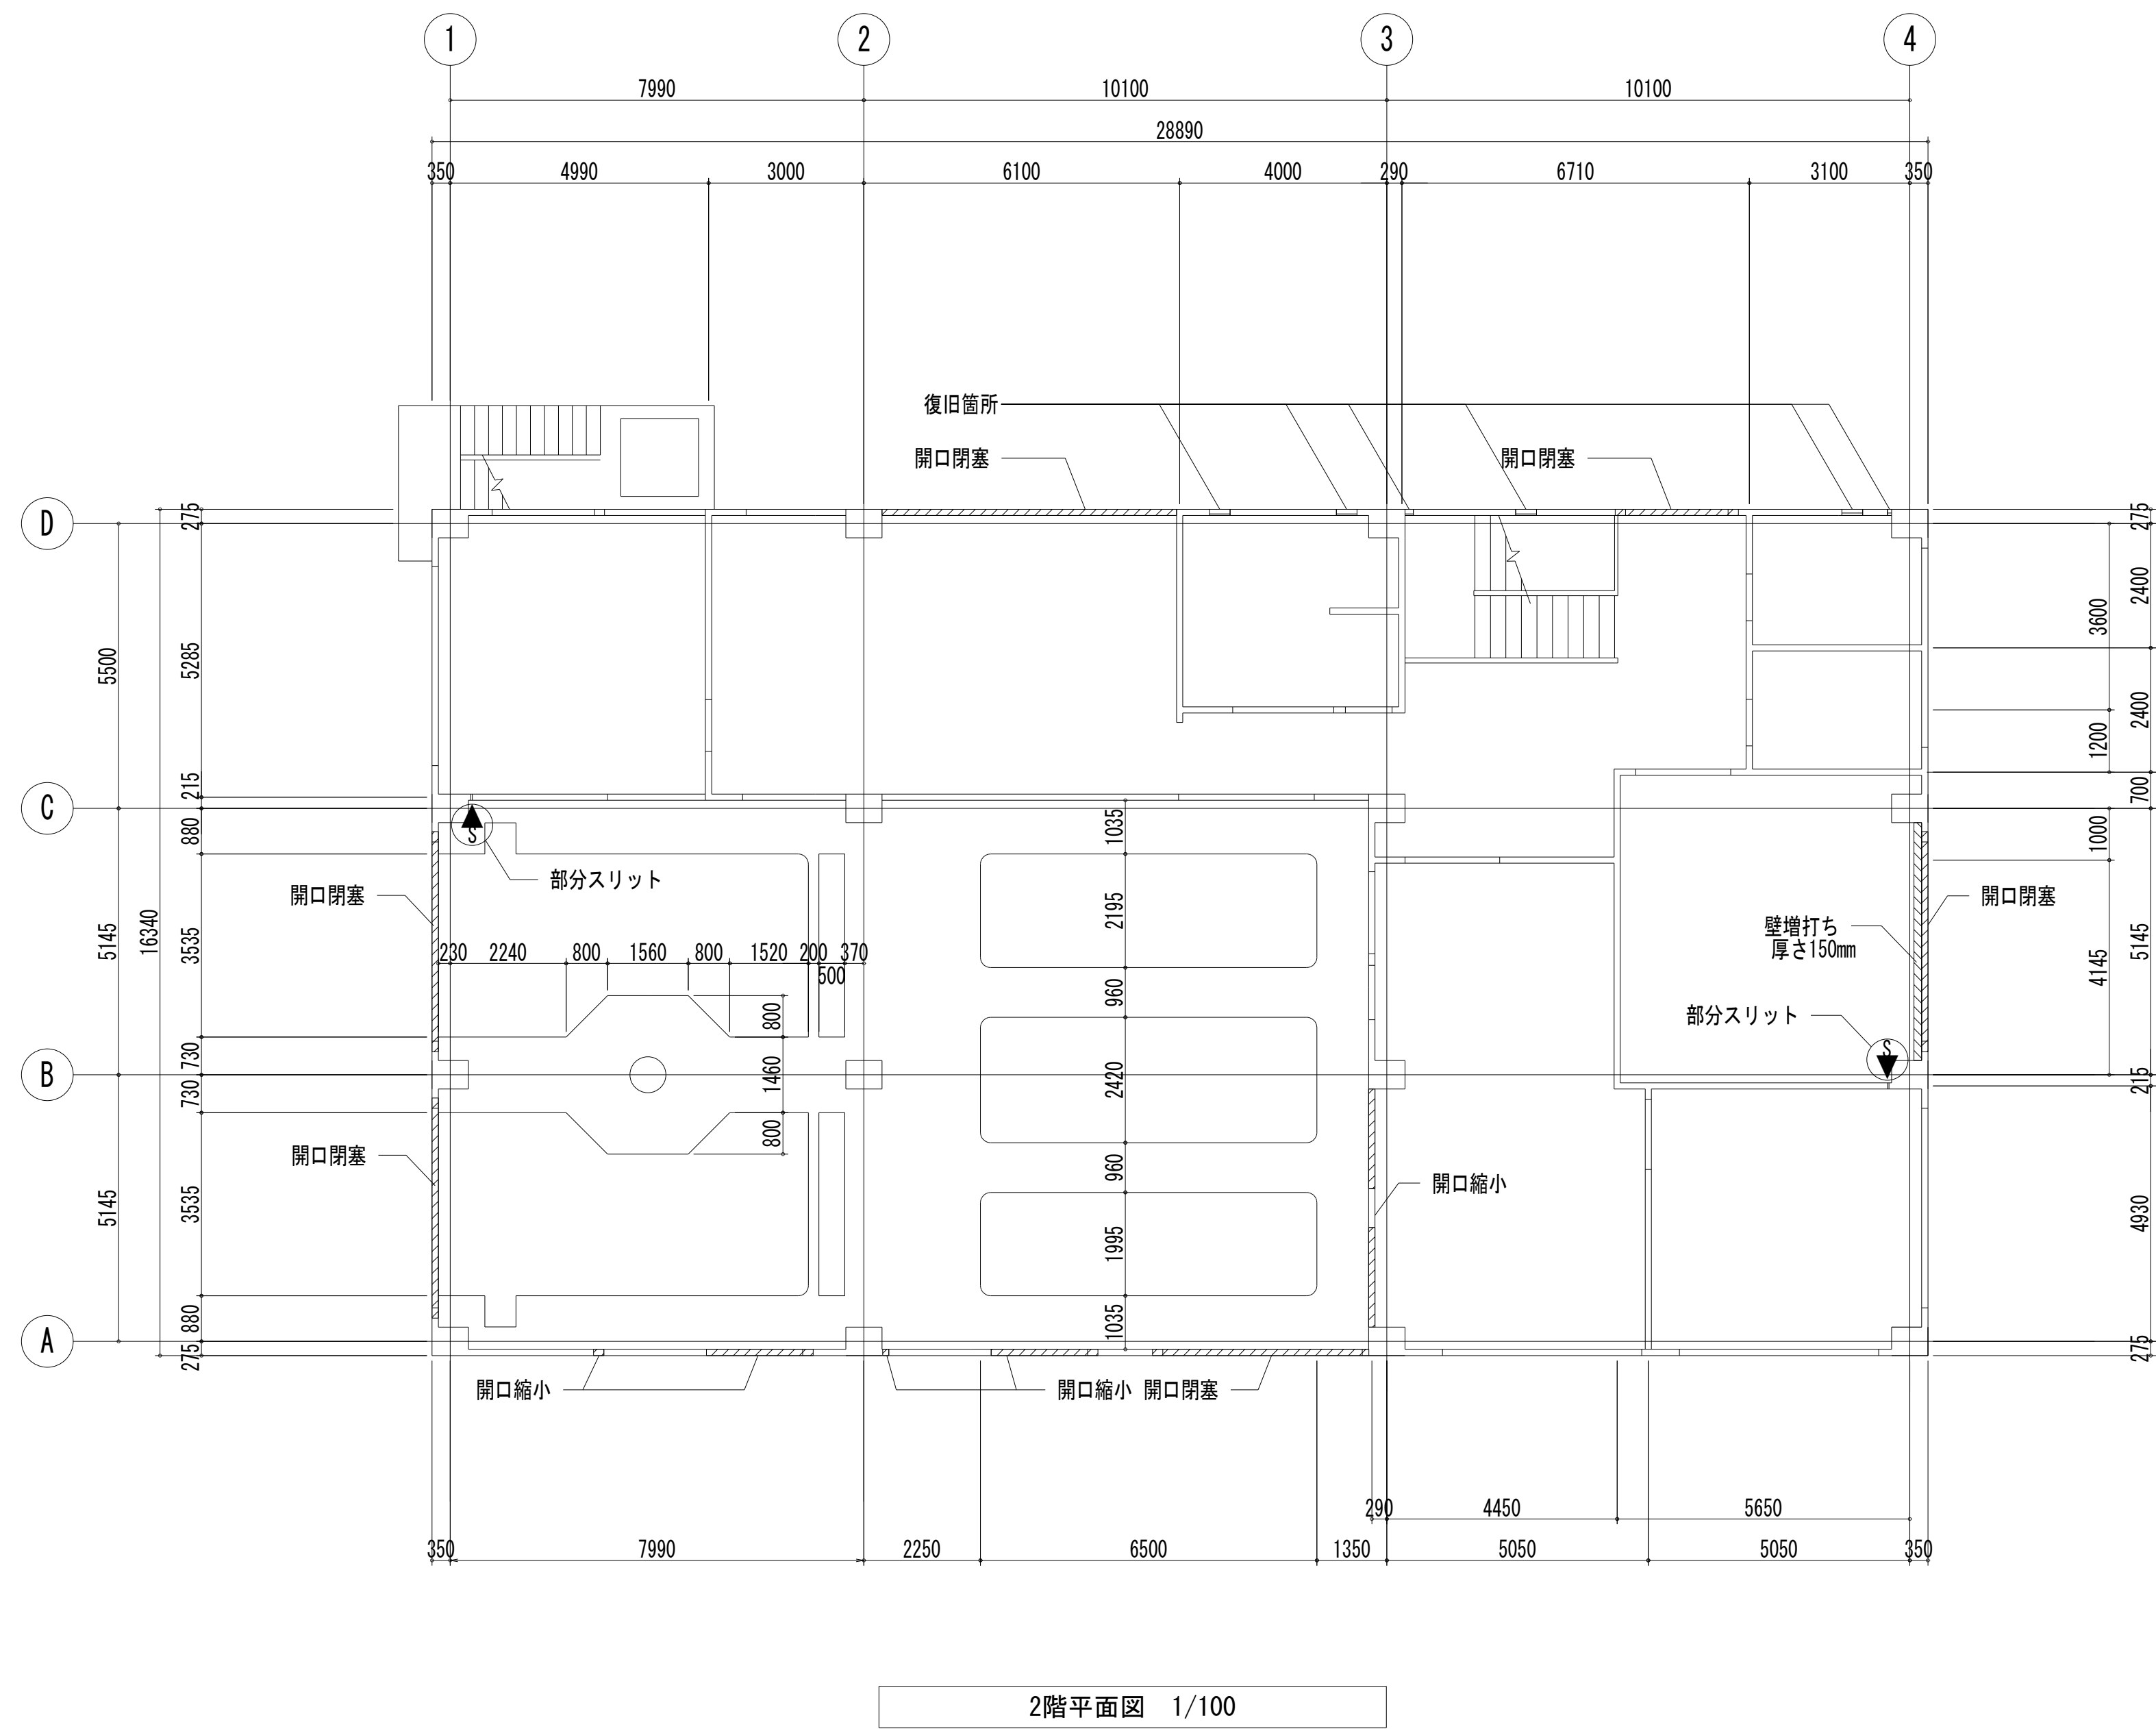 1 2 3 4
7990 10100 10100
28890
350 4990 3000 6100 4000 290 6710 3100 350
復旧箇所
開口閉塞 開口閉塞
D
275 275
5500 5285 2400 3600
2400 1200
215 700
C
880 1035 1000
部分スリット
開口閉塞 開口閉塞
5145 16340 3535 2195 5145 4145
壁増打ち
厚さ150mm
230 2240 800 1560 800 1520 200 370
500
960
800
部分スリット
S
S
730 1460 2420 215
B
730
800
960
開口閉塞 開口縮小
5145 3535 1995 4930
880 1035
A
275 275
開口縮小 開口縮小 開口閉塞
290 4450 5650
350 7990 2250 6500 1350 5050 5050 350
2階平面図 1/100